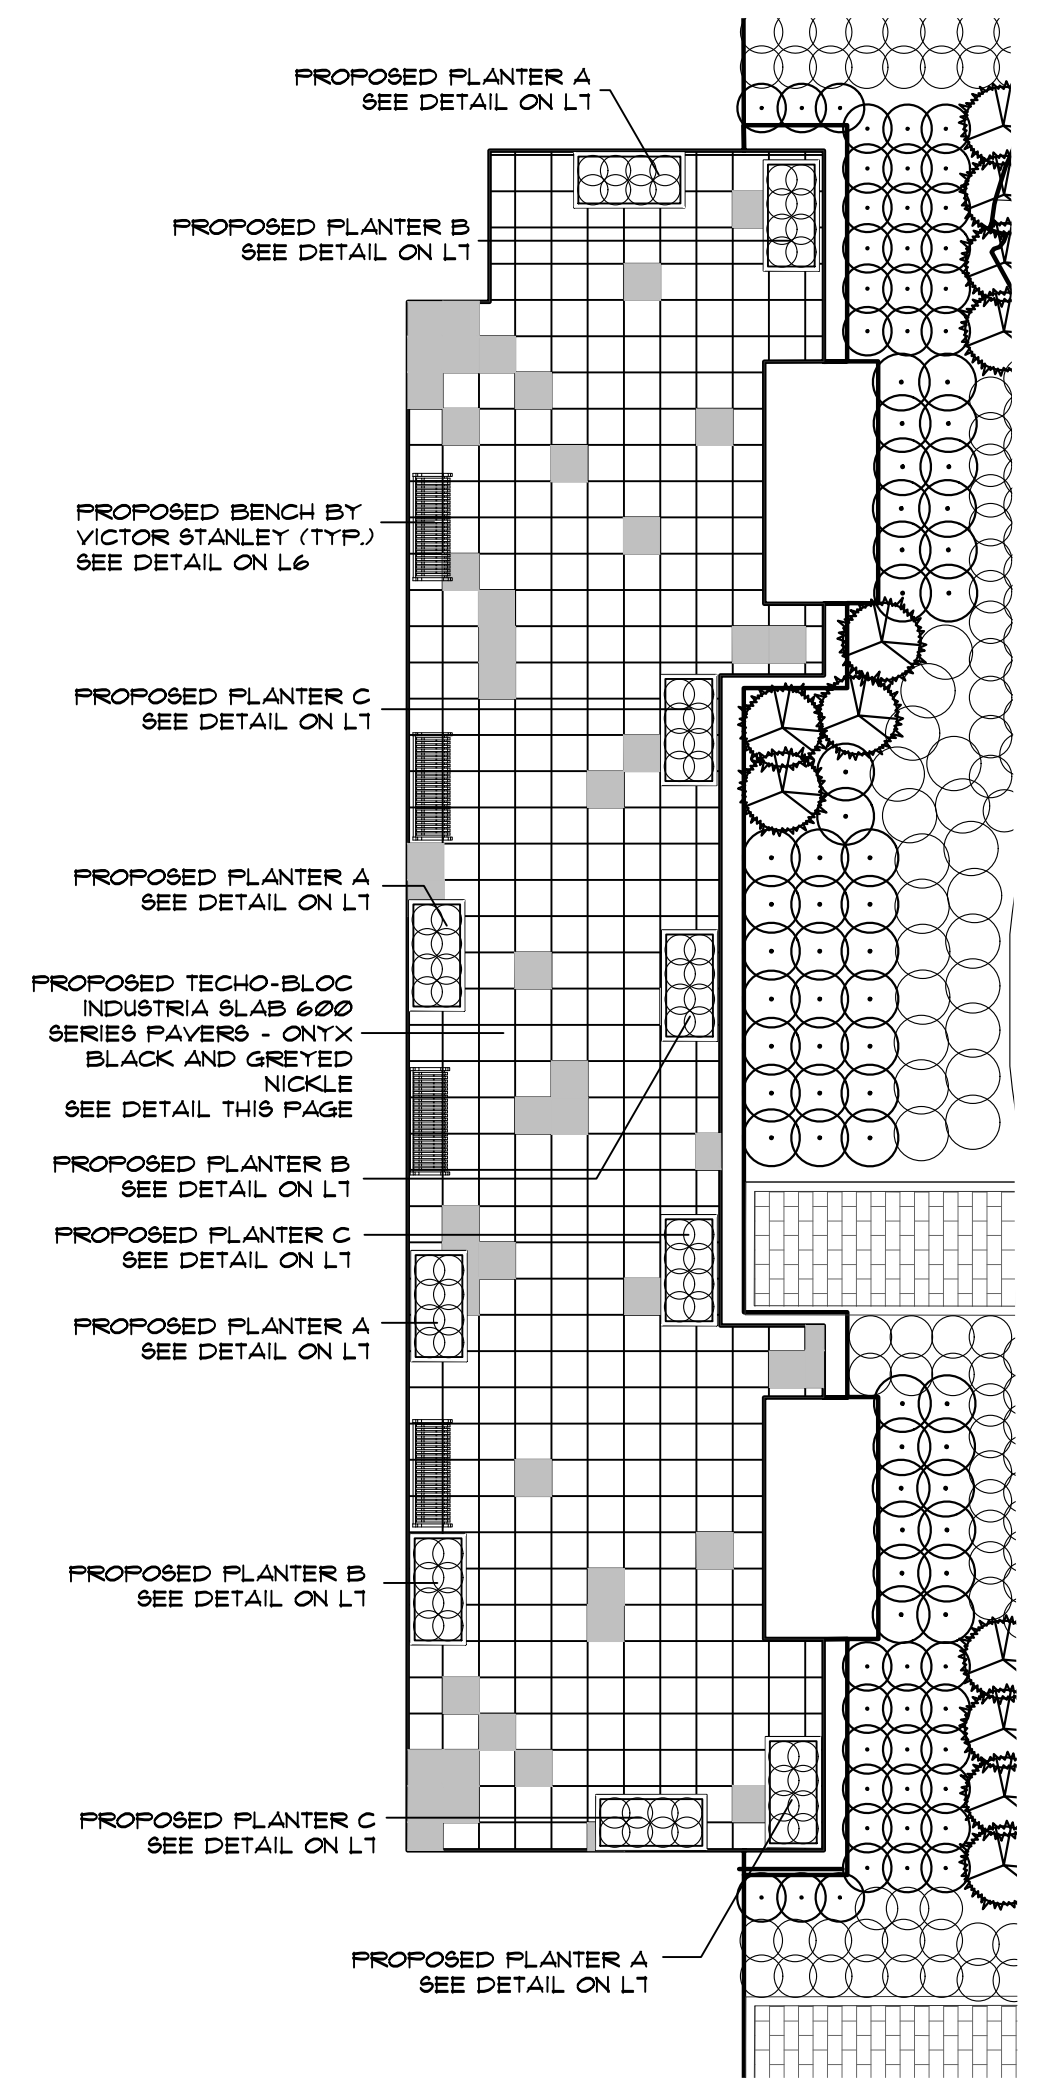 PROPOSED PLANTER A
SEE DETAIL ON L7
PROPOSED PLANTER B
SEE DETAIL ON L7
PROPOSED BENCH BY
VICTOR STANLEY (TYP.)
SEE DETAIL ON L6
PROPOSED PLANTER C
SEE DETAIL ON L7
PROPOSED PLANTER A
SEE DETAIL ON L7
PROPOSED TECHO-BLOC
INDUSTRIA SLAB 600
SERIES PAVERS - ONYX
BLACK AND GREYED
NICKLE
SEE DETAIL THIS PAGE
PROPOSED PLANTER B
SEE DETAIL ON L7
PROPOSED PLANTER C
SEE DETAIL ON L7
PROPOSED PLANTER A
SEE DETAIL ON L7
PROPOSED PLANTER B
SEE DETAIL ON L7
PROPOSED PLANTER C
SEE DETAIL ON L7
PROPOSED PLANTER A
SEE DETAIL ON L7